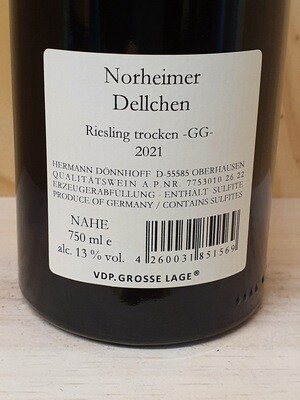 Norheimer
Dellchen
Riesling trocken -GG-
2021
HERMANN DÖNNHOFF D-55585 OBERHAUSEN
QUALITÄTSWEIN A P.NR. 7753010 26 22
ERZEUGERABFÜLLUNG - ENTHÄLT SULFITE
PRODUCE OF GERMANY / CONTAINS SULFITES
NAHE
750 ml e
alc. 13 % vol.
4 260031 851569
VDP.GROSSE LAGE®